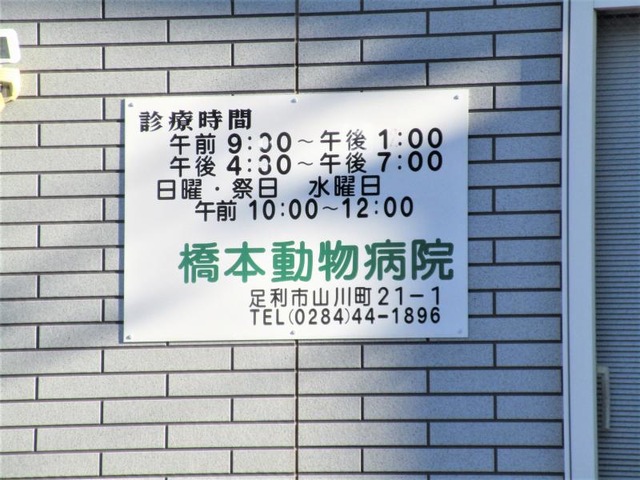 診療時間
午前 9:30〜午後 1:00
午後 4:30〜午後 7:00
日曜・祭日 水曜日
午前 10:00〜12:00
橋本動物病院
足利市山川町21-1
TEL(0284)44-1896